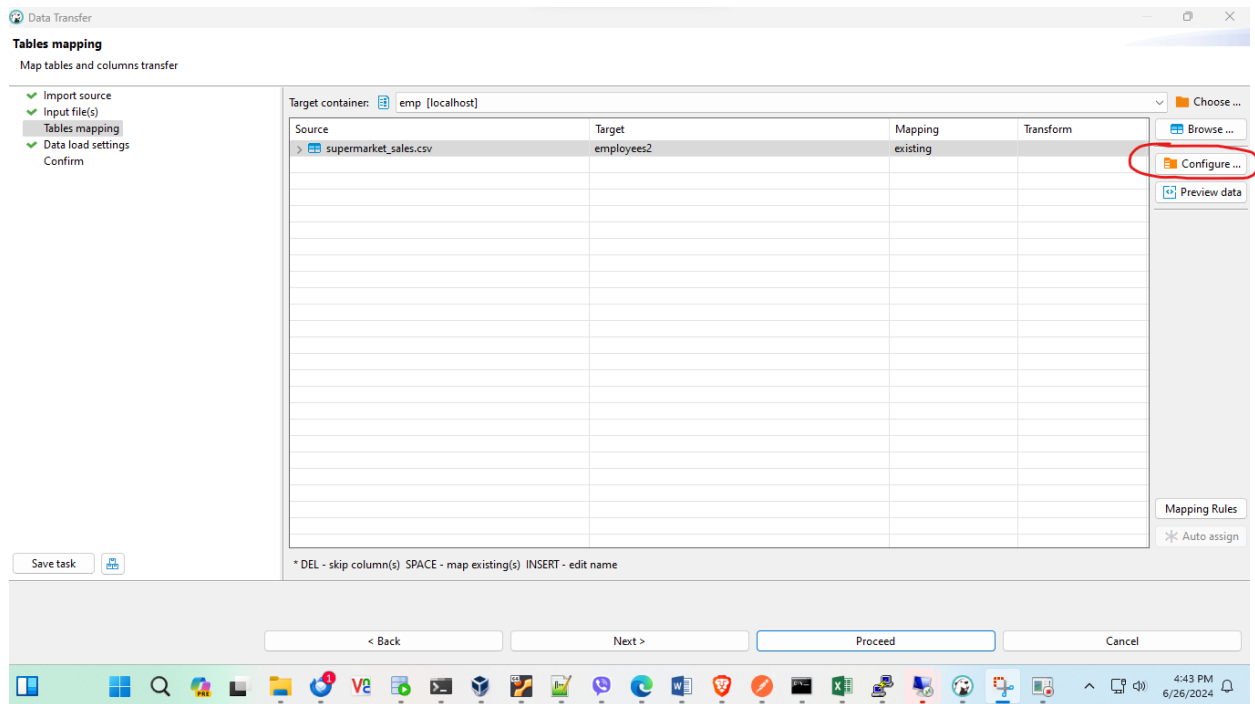 Data Transfer
Tables mapping
Map tables and columns transfer
Import source
Input file(s)
Tables mapping
Data load settings
Confirm
Target container: emp [localhost] Choose ...
Source Target Mapping Transform
supermarket_sales.csv employees2 existing
Browse ...
Configure ...
Preview data
Mapping Rules
Auto assign
Save task
* DEL - skip column(s) SPACE - map existing(s) INSERT - edit name
< Back Next > Proceed Cancel
PRE
1
4:43 PM
6/26/2024